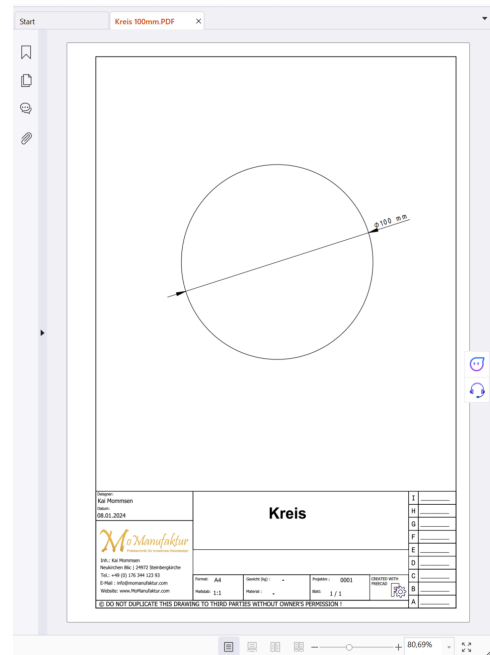 Start
Kreis 100mm.PDF
Ø100 mm
Designer:
Kai Mommsen
Datum:
08.01.2024
Kreis
MoManufaktur
Inh.: Kai Mommsen
Neukirchen 86c | 24972 Steinbergkirche
Tel.: +49 (0) 176 344 123 93
E-Mail : info@momanufaktur.com
Website: www.MoManufaktur.com
Format: A4
Gewicht (kg) : -
Projektnr.: 0001
CREATED WITH
FREECAD
Maßstab: 1:1
Material : -
Blatt: 1 / 1
I
H
G
F
E
D
C
B
A
© DO NOT DUPLICATE THIS DRAWING TO THIRD PARTIES WITHOUT OWNER'S PERMISSION !
80,69%